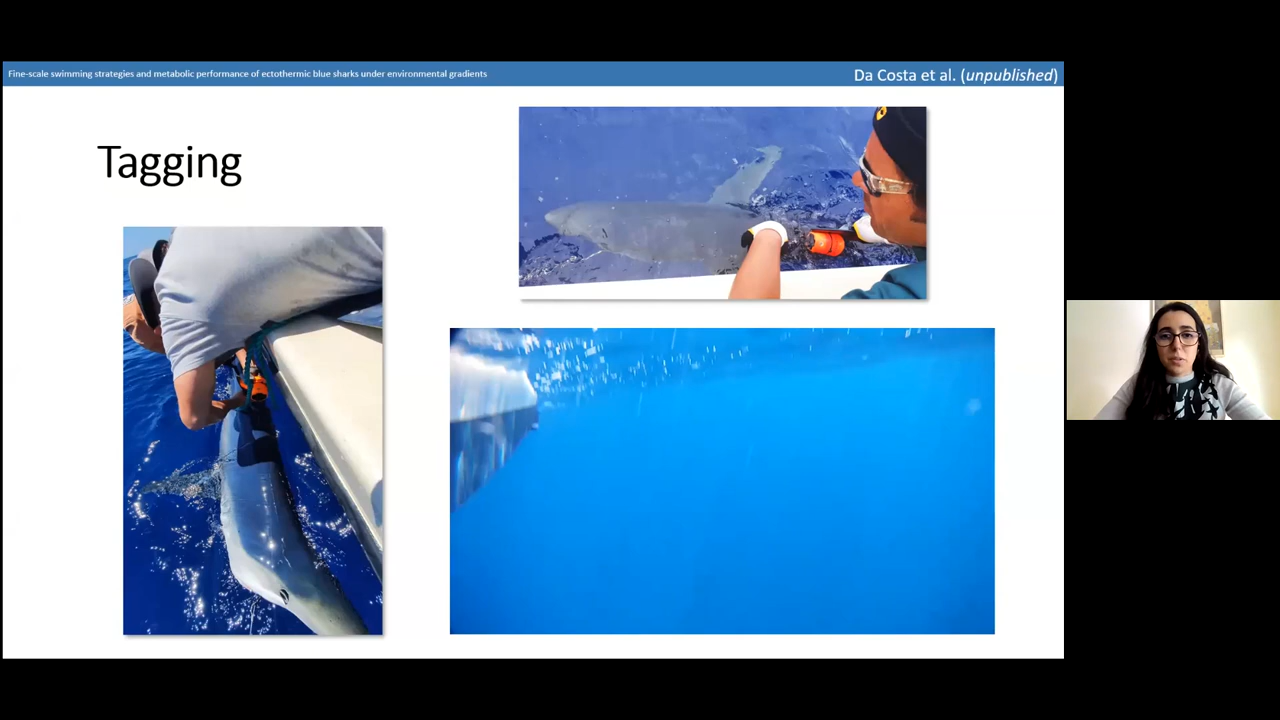 Fine-scale swimming strategies and metabolic performance of ectothermic blue sharks under environmental gradients
Da Costa et al. (unpublished)
Tagging